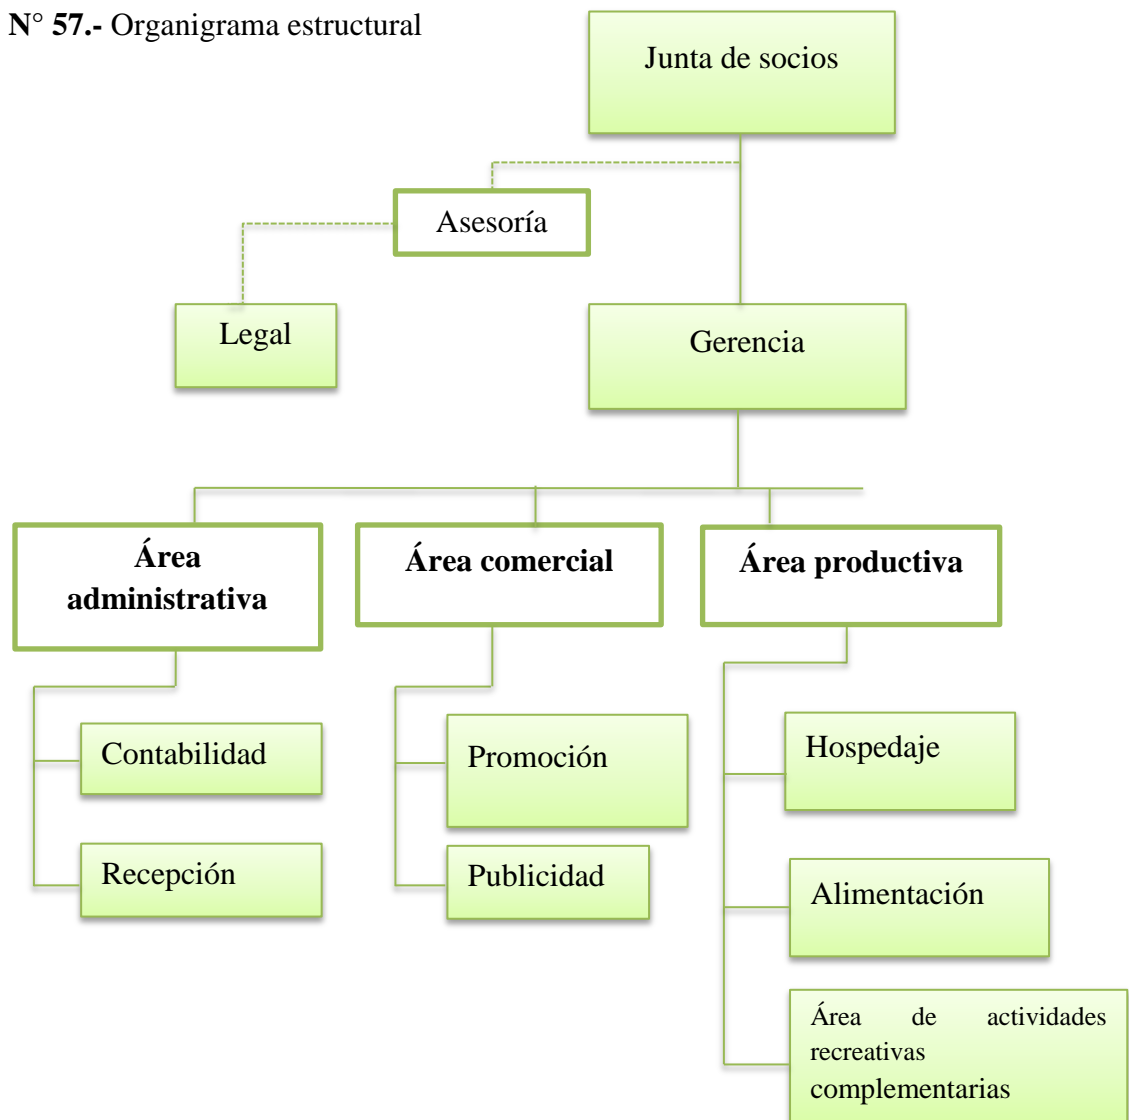 N° 57.- Organigrama estructural
Junta de socios
Asesoría
Legal
Gerencia
Área
administrativa
Área comercial
Área productiva
Contabilidad
Recepción
Promoción
Publicidad
Hospedaje
Alimentación
Área de actividades
recreativas
complementarias